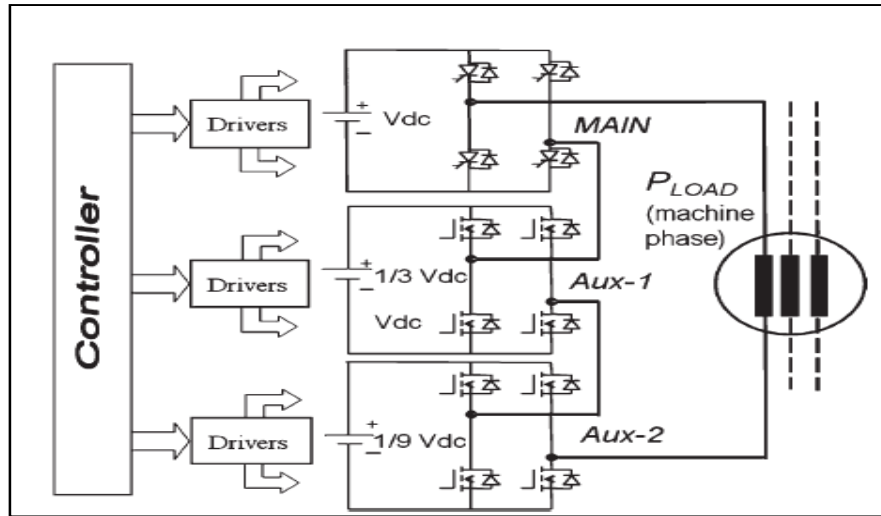 Controller
Drivers
+
−
Vdc
MAIN
P_LOAD
(machine
phase)
Drivers
+
−
1/3 Vdc
Aux-1
Vdc
Drivers
+
−
1/9 Vdc
Aux-2